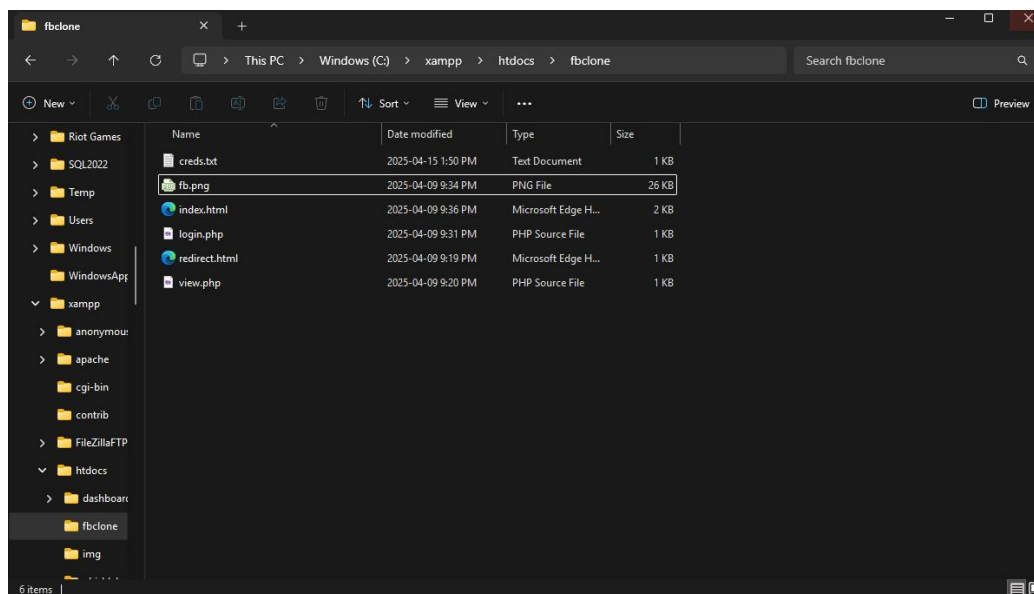 fbclone
This PC > Windows (C:) > xampp > htdocs > fbclone
Search fbclone
New
Sort
View
Preview
Name Date modified Type Size
creds.txt 2025-04-15 1:50 PM Text Document 1 KB
fb.png 2025-04-09 9:34 PM PNG File 26 KB
index.html 2025-04-09 9:36 PM Microsoft Edge H... 2 KB
login.php 2025-04-09 9:31 PM PHP Source File 1 KB
redirect.html 2025-04-09 9:19 PM Microsoft Edge H... 1 KB
view.php 2025-04-09 9:20 PM PHP Source File 1 KB
Riot Games
SQL2022
Temp
Users
Windows
WindowsApp
xampp
anonymou
apache
cgi-bin
contrib
FileZillaFTP
htdocs
dashboar
fbclone
img
6 items